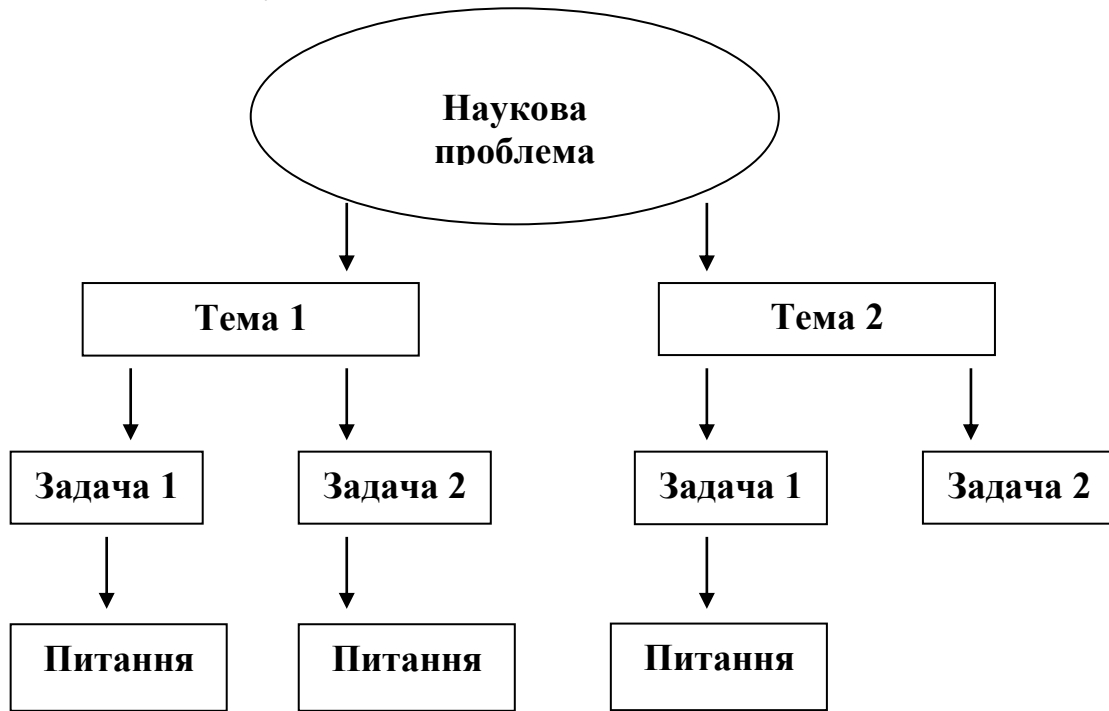 Наукова
проблема
Тема 1
Тема 2
Задача 1
Задача 2
Задача 1
Задача 2
Питання
Питання
Питання